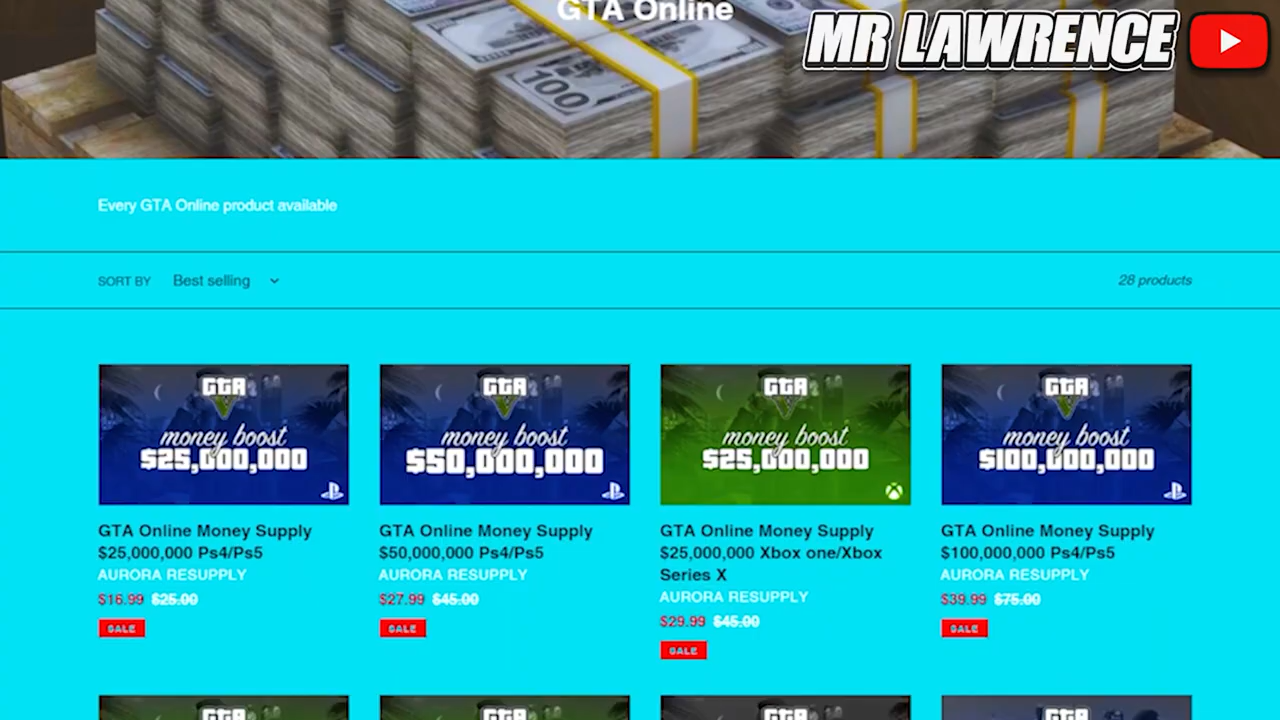 GTA Online
MR LAWRENCE
100
Every GTA Online product available
SORT BY Best selling
28 products
GTA
money boost
$25,000,000
GTA Online Money Supply
$25,000,000 Ps4/Ps5
AURORA RESUPPLY
$16.99 $25.00
SALE
GTA
money boost
$50,000,000
GTA Online Money Supply
$50,000,000 Ps4/Ps5
AURORA RESUPPLY
$27.99 $45.00
SALE
GTA
money boost
$25,000,000
GTA Online Money Supply
$25,000,000 Xbox one/Xbox
Series X
AURORA RESUPPLY
$29.99 $45.00
SALE
GTA
money boost
$100,000,000
GTA Online Money Supply
$100,000,000 Ps4/Ps5
AURORA RESUPPLY
$39.99 $75.00
SALE
GTA
GTA
GTA
GTA